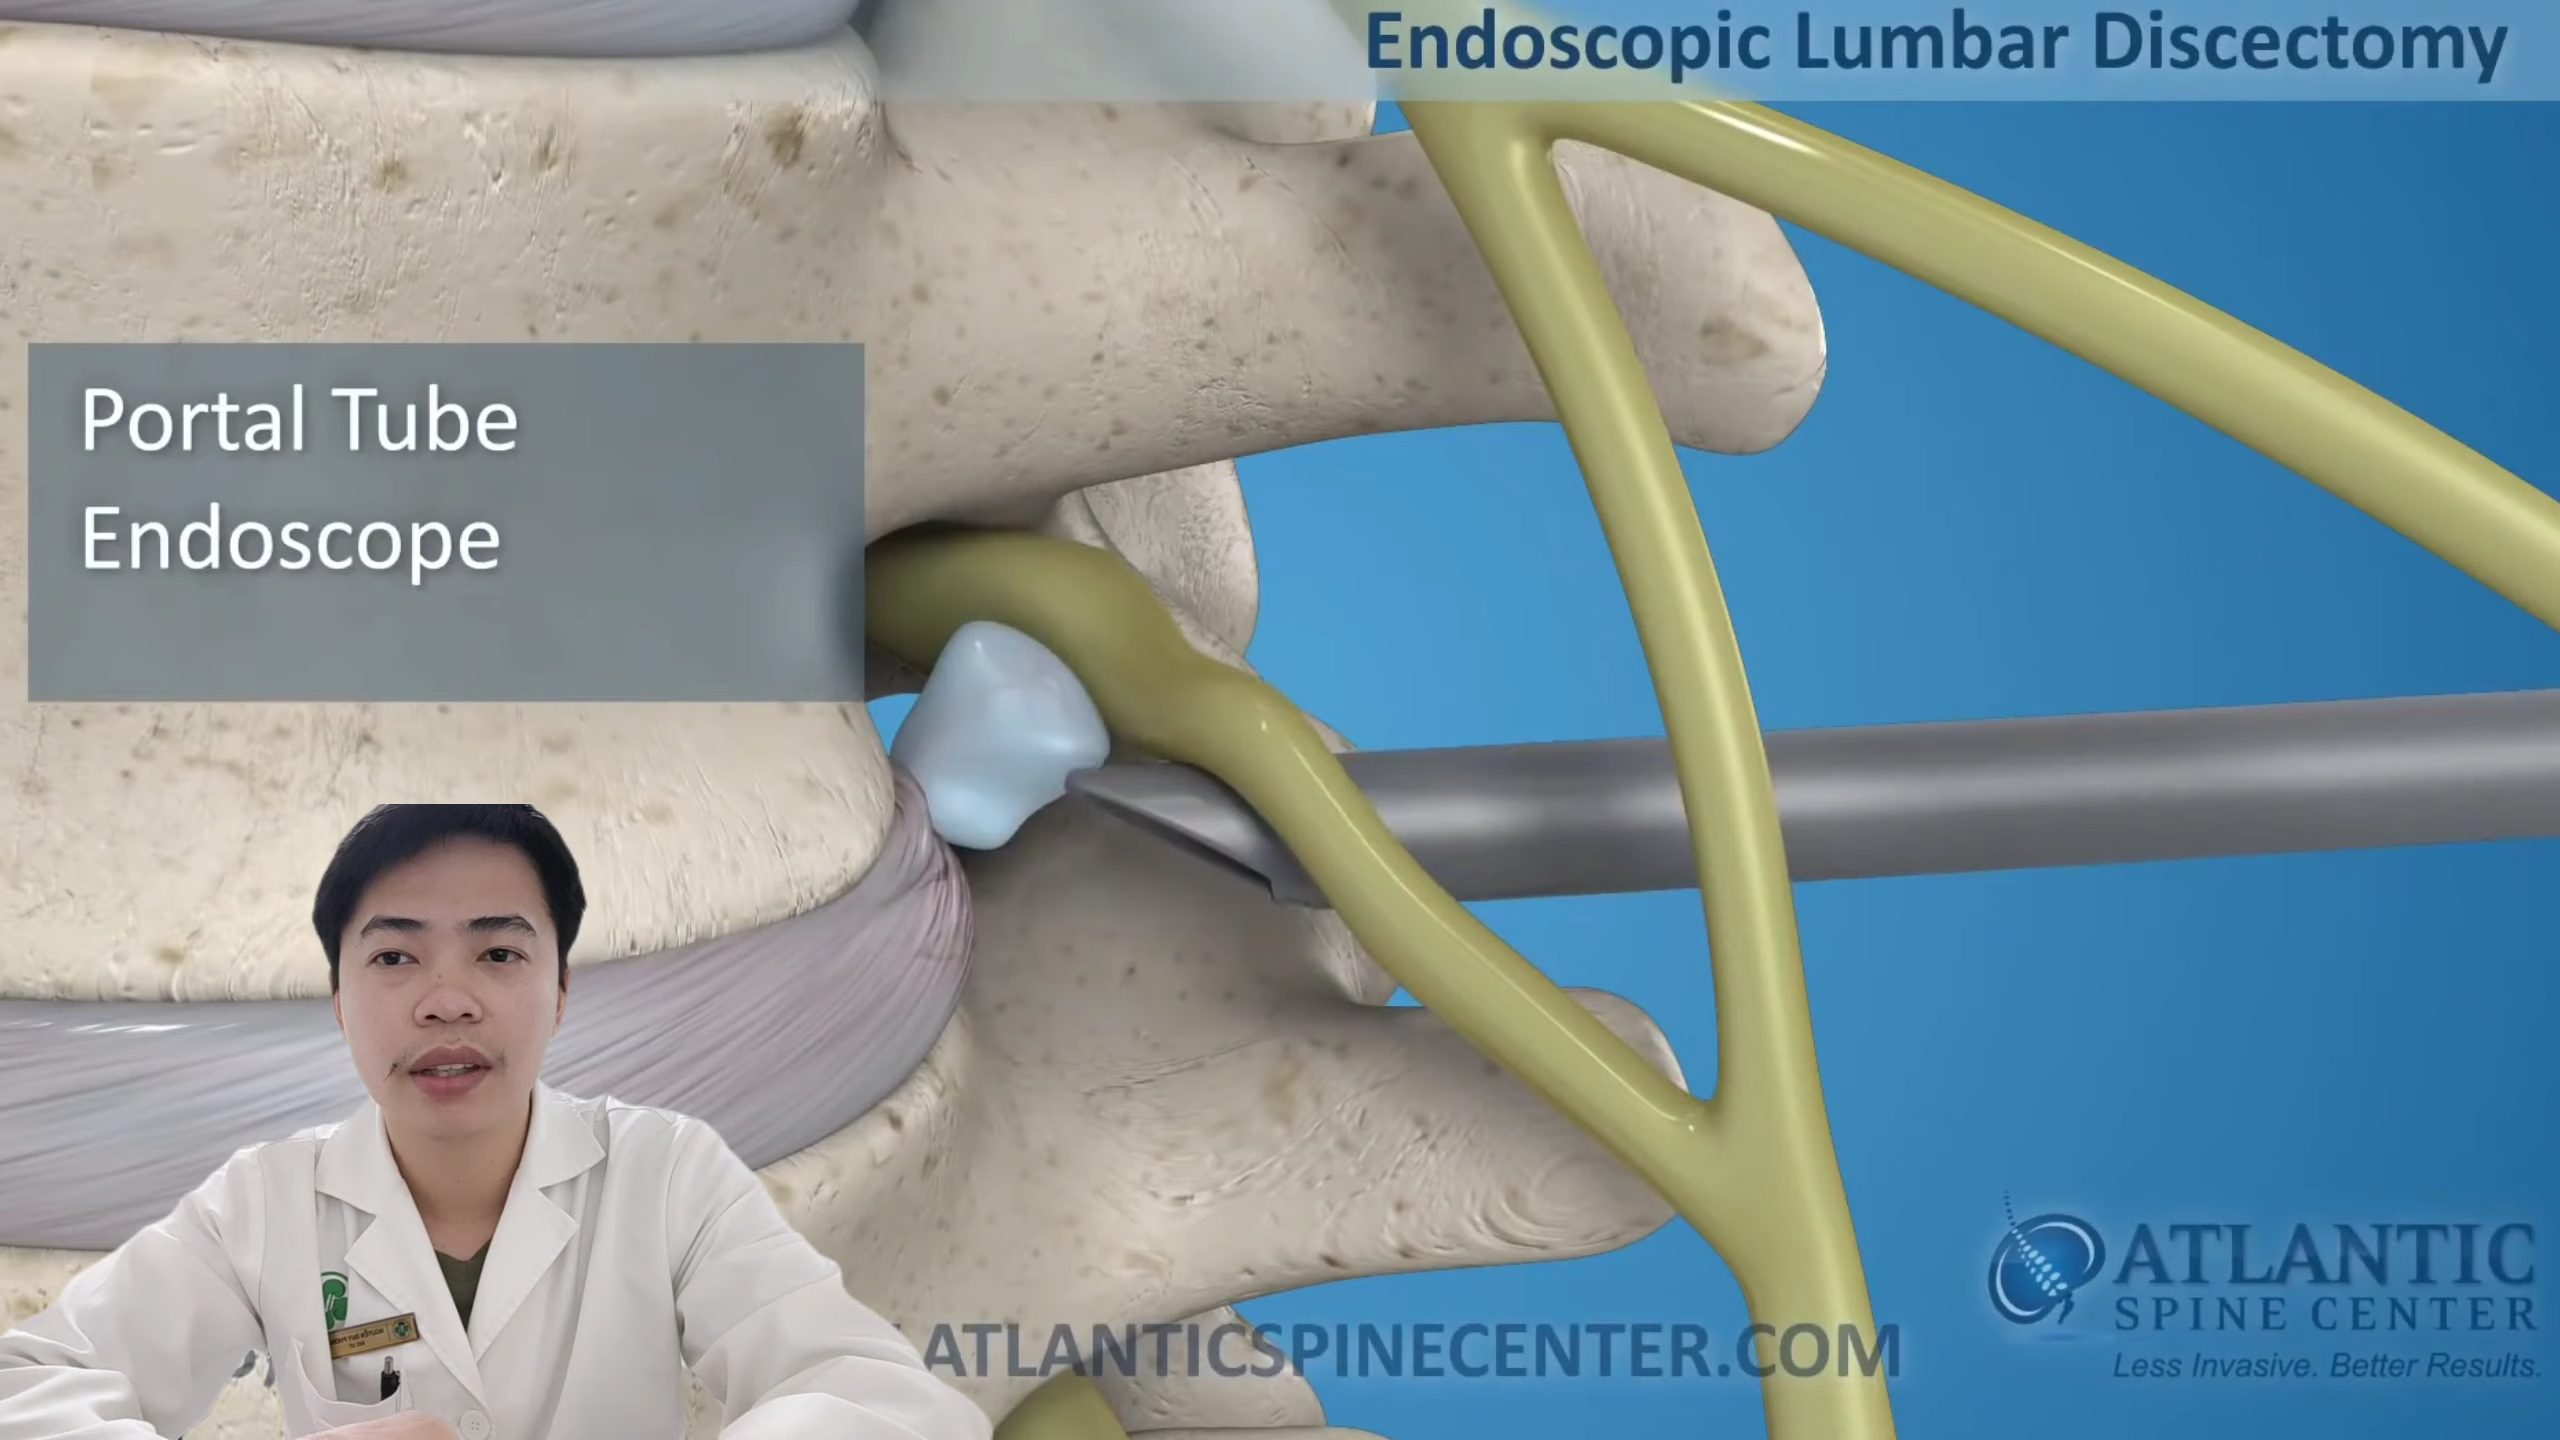 Endoscopic Lumbar Discectomy
Portal Tube
Endoscope
ATLANTIC
SPINE CENTER
Less Invasive. Better Results.
ATLANTICSPINECENTER.COM